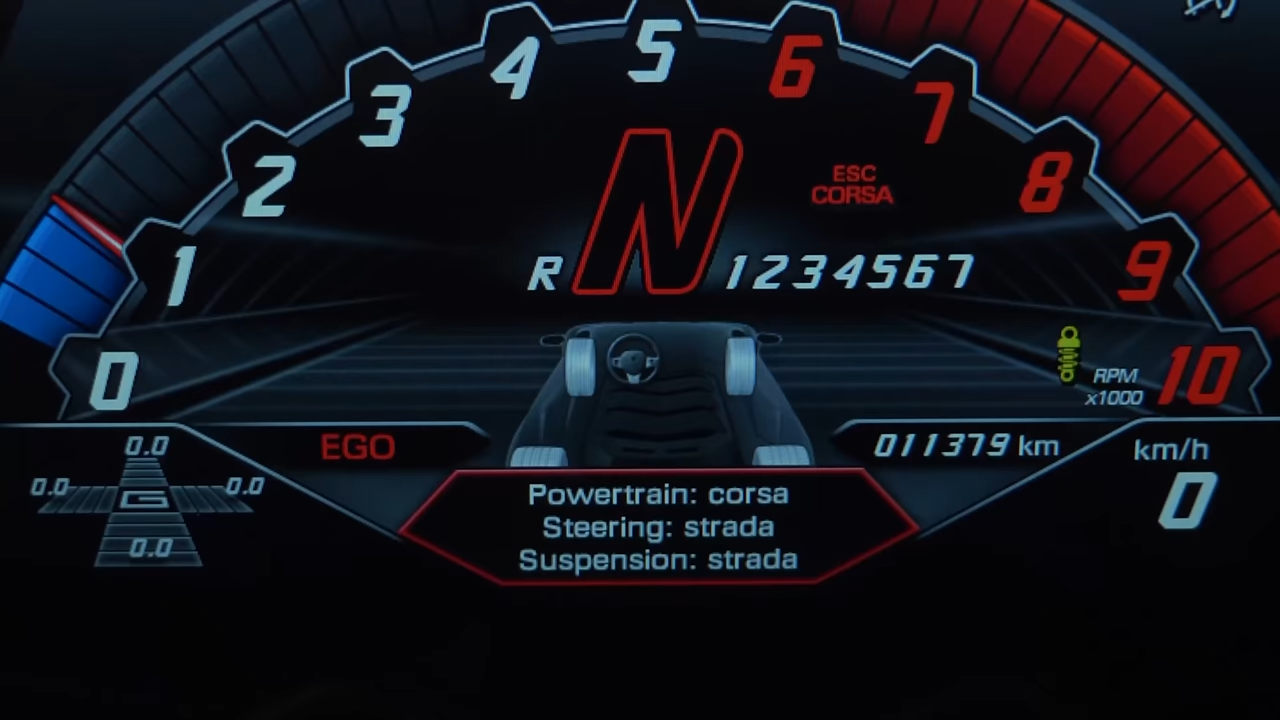 5
4
6
3
7
2
8
1
9
0
10
N
ESC
CORSA
R
1234567
RPM
x1000
EGO
011379 km
km/h
0
0.0
0.0
G
0.0
0.0
Powertrain: corsa
Steering: strada
Suspension: strada